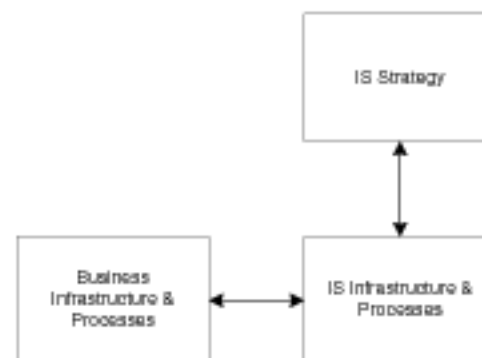 IS Strategy
Business
Infrastructure &
Processes
IS Infrastructure &
Processes